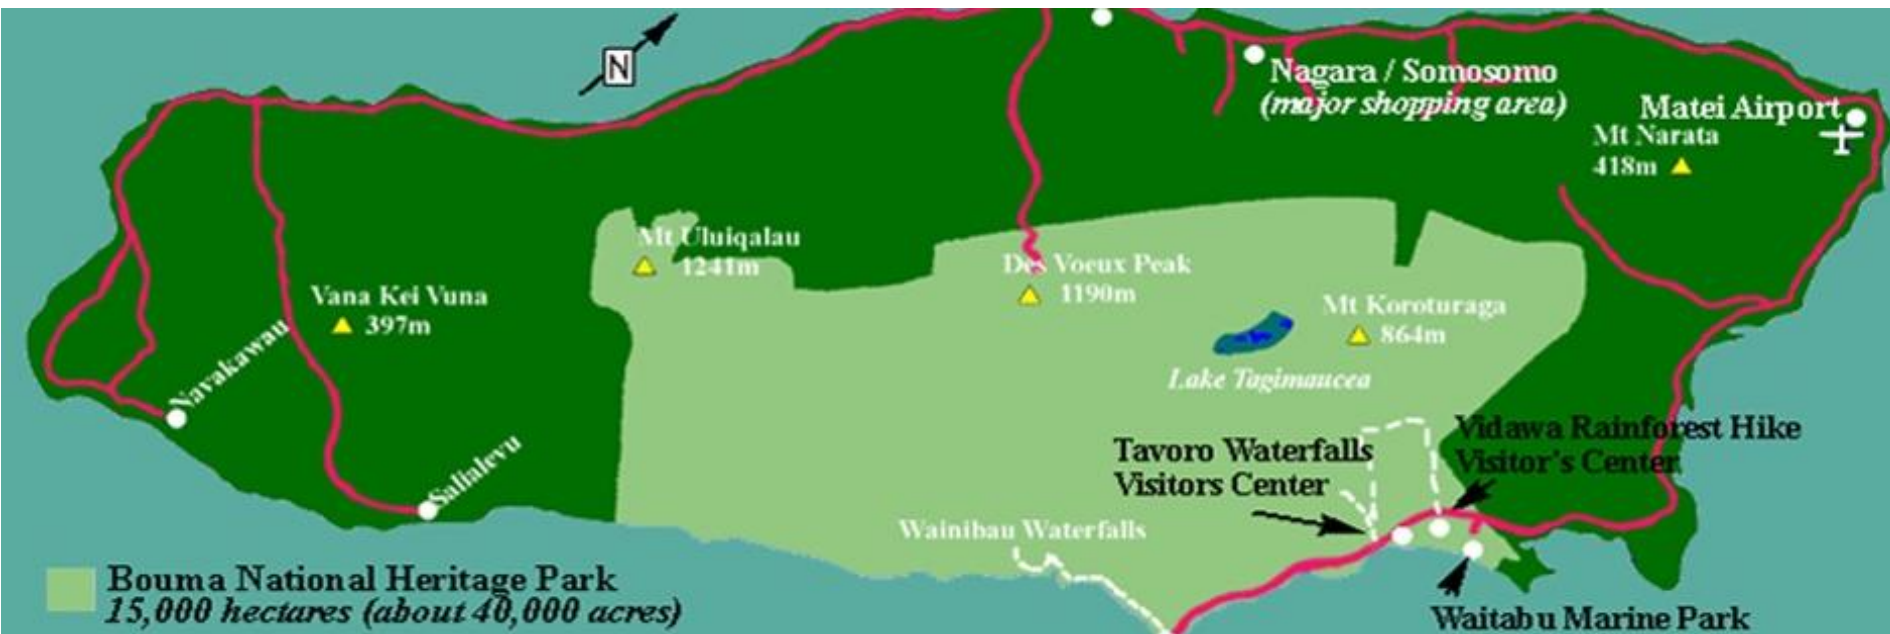 N
Nagara / Somosomo
(major shopping area)
Matei Airport
Mt Narata
418m
Mt Uluiqalau
1241m
Des Voeux Peak
1190m
Vana Kei Vuna
397m
Mt Koroturaga
864m
Lake Tagimaucea
Navakawau
Salialevu
Tavoro Waterfalls
Visitors Center
Vidawa Rainforest Hike
Visitor's Center
Wainibau Waterfalls
Waitabu Marine Park
Bouma National Heritage Park
15,000 hectares (about 40,000 acres)